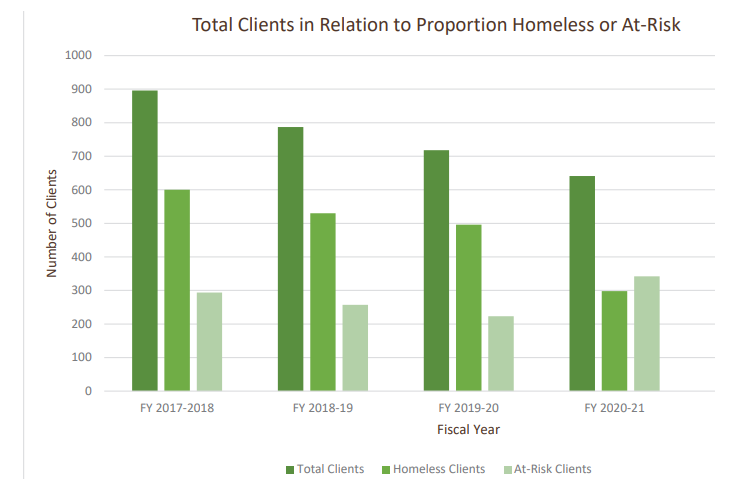 Total Clients in Relation to Proportion Homeless or At-Risk
1000
900
800
700
600
500
400
300
200
100
0
Number of Clients
FY 2017-2018 FY 2018-19 FY 2019-20 FY 2020-21
Fiscal Year
Total Clients Homeless Clients At-Risk Clients